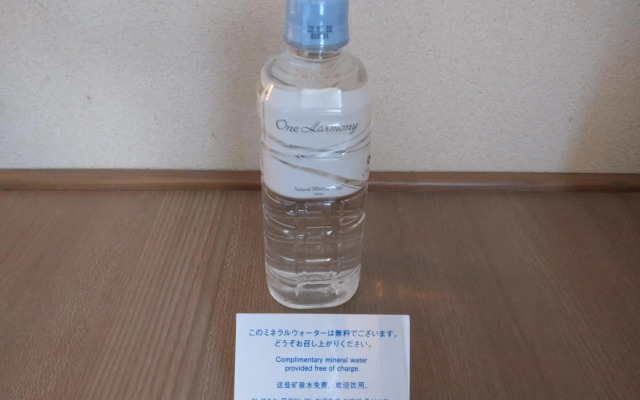 One Harmony
Natural Mineral Water
このミネラルウォーターは無料でございます。
どうぞお召し上がりください。
Complimentary mineral water
provided free of charge.
这些矿泉水免费，欢迎饮用。